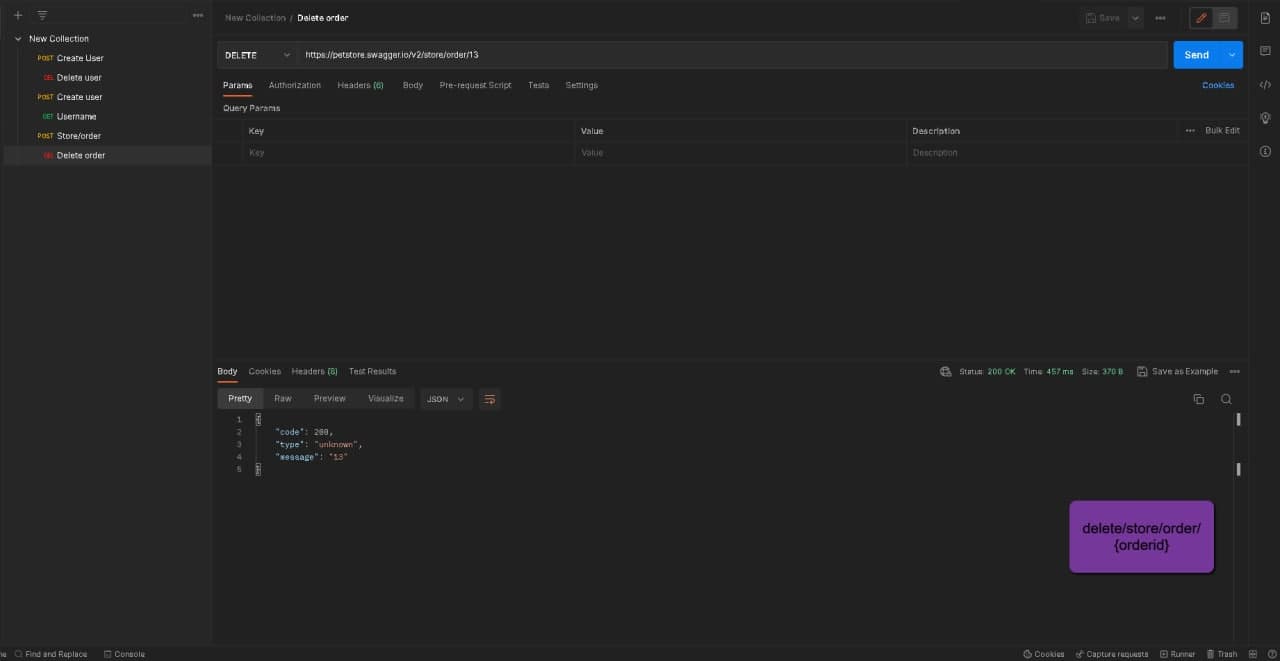 New Collection / Delete order
Save
New Collection
POST Create User
DEL Delete user
POST Create user
GET Username
POST Store/order
DEL Delete order
DELETE
https://petstore.swagger.io/v2/store/order/13
Send
Params Authorization Headers (6) Body Pre-request Script Tests Settings
Cookies
Query Params
Key Value Description
Bulk Edit
Key Value Description
Body Cookies Headers (8) Test Results
Status: 200 OK Time: 457 ms Size: 370 B
Save as Example
Pretty Raw Preview Visualize JSON
1 {
2 "code": 200,
3 "type": "unknown",
4 "message": "13"
5 }
delete/store/order/
{orderid}
Find and Replace Console
Cookies Capture requests Runner Trash